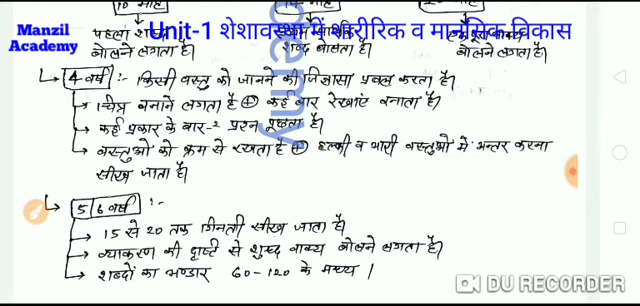 Manzil
Academy
10 माह
Unit-1 शेशावस्था में शारीरिक व मानसिक विकास
पहला शब्द
बोलने लगता है।
शब्द बोलता है।
बोलने लगता है।
4 वर्ष :- किसी वस्तु को जानने की जिज्ञासा प्रबल करता है।
चित्र बनाने लगता है + कई बार रेखाएं बनाता है।
कई प्रकार के बार-2 प्रश्न पूछता है।
वस्तुओं को क्रम से रखता है + हल्की व भारी वस्तुओं में अन्तर करना
सीख जाता है।
5/6 वर्ष :-
15 से 20 तक गिनती सीख जाता है।
व्याकरण की दृष्टि से शुद्ध वाक्य बोलने लगता है।
शब्दों का भण्डार 60-120 के मध्य।
demy
DU RECORDER